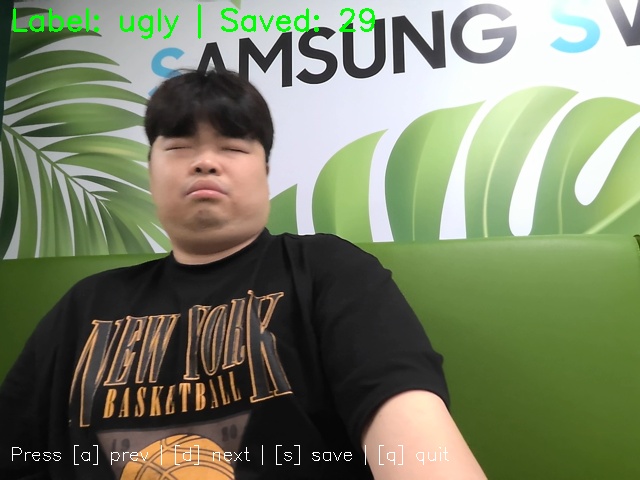 Label: ugly | Saved: 29
SAMSUNG SW
NEW YORK
BASKETBALL
Press [a] prev | [d] next | [s] save | [q] quit